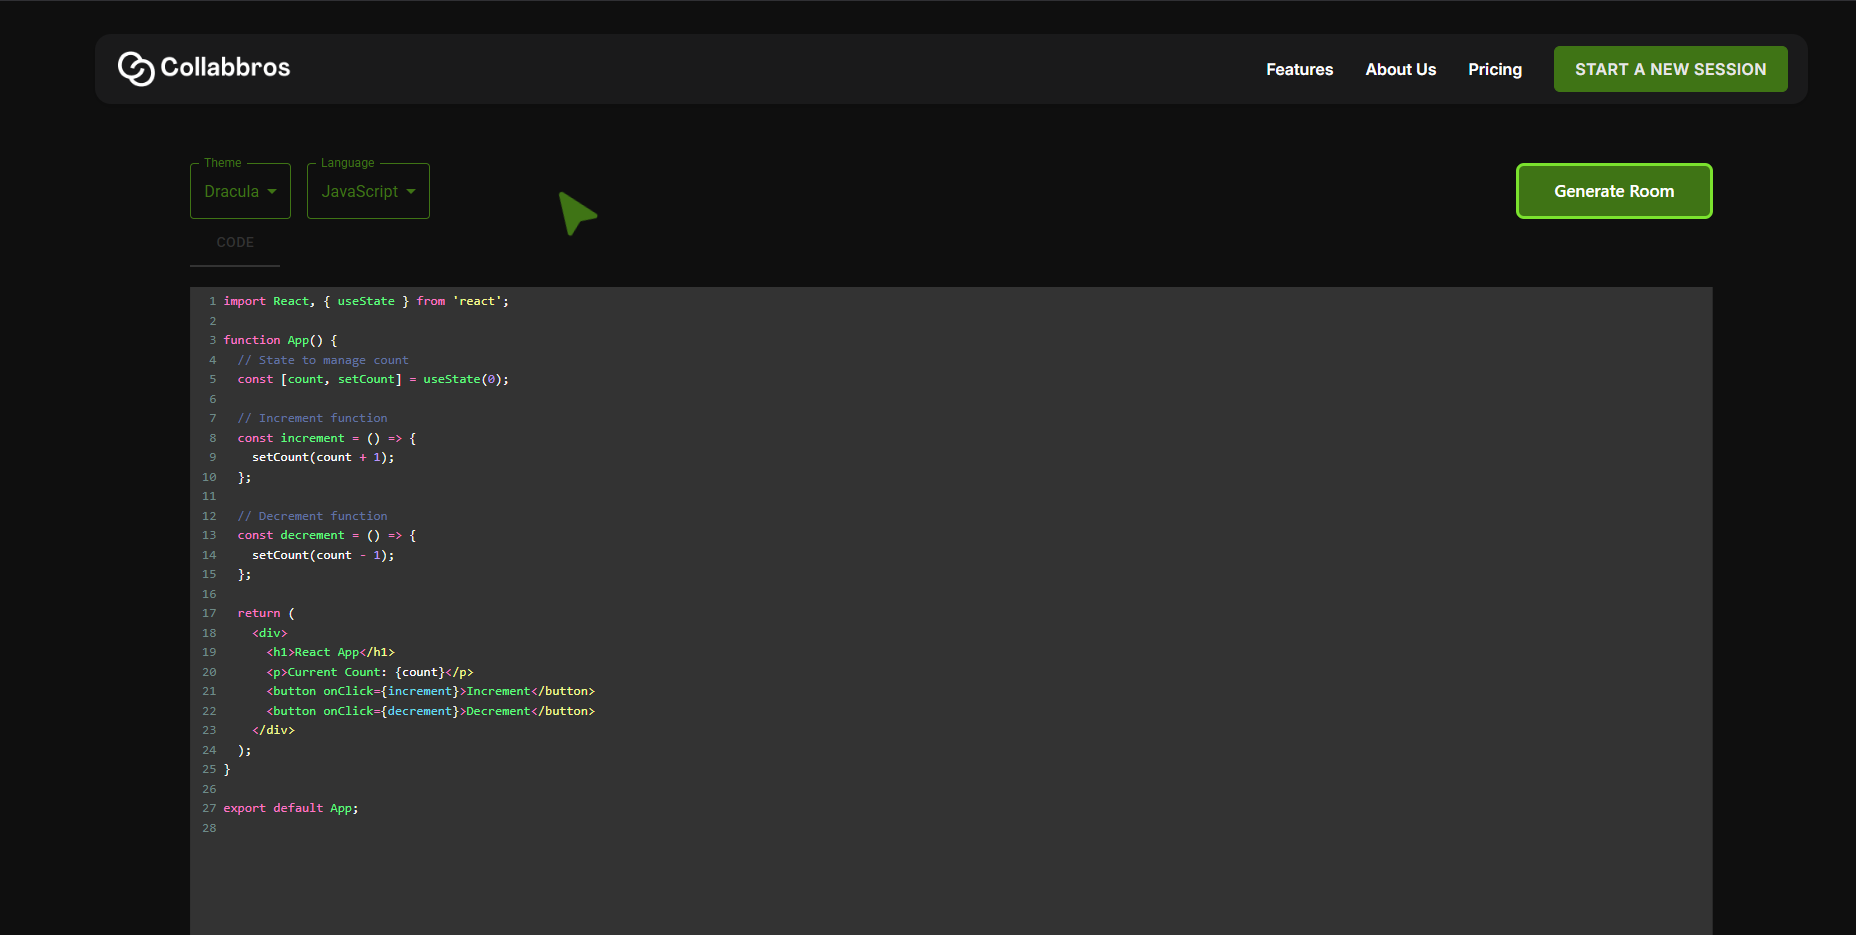 Collabbros
Features About Us Pricing START A NEW SESSION
Theme Language
Dracula JavaScript Generate Room
CODE
1 import React, { useState } from 'react';
2
3 function App() {
4   // State to manage count
5   const [count, setCount] = useState(0);
6
7   // Increment function
8   const increment = () => {
9     setCount(count + 1);
10   };
11
12   // Decrement function
13   const decrement = () => {
14     setCount(count - 1);
15   };
16
17   return (
18     <div>
19       <h1>React App</h1>
20       <p>Current Count: {count}</p>
21       <button onClick={increment}>Increment</button>
22       <button onClick={decrement}>Decrement</button>
23     </div>
24   );
25 }
26
27 export default App;
28